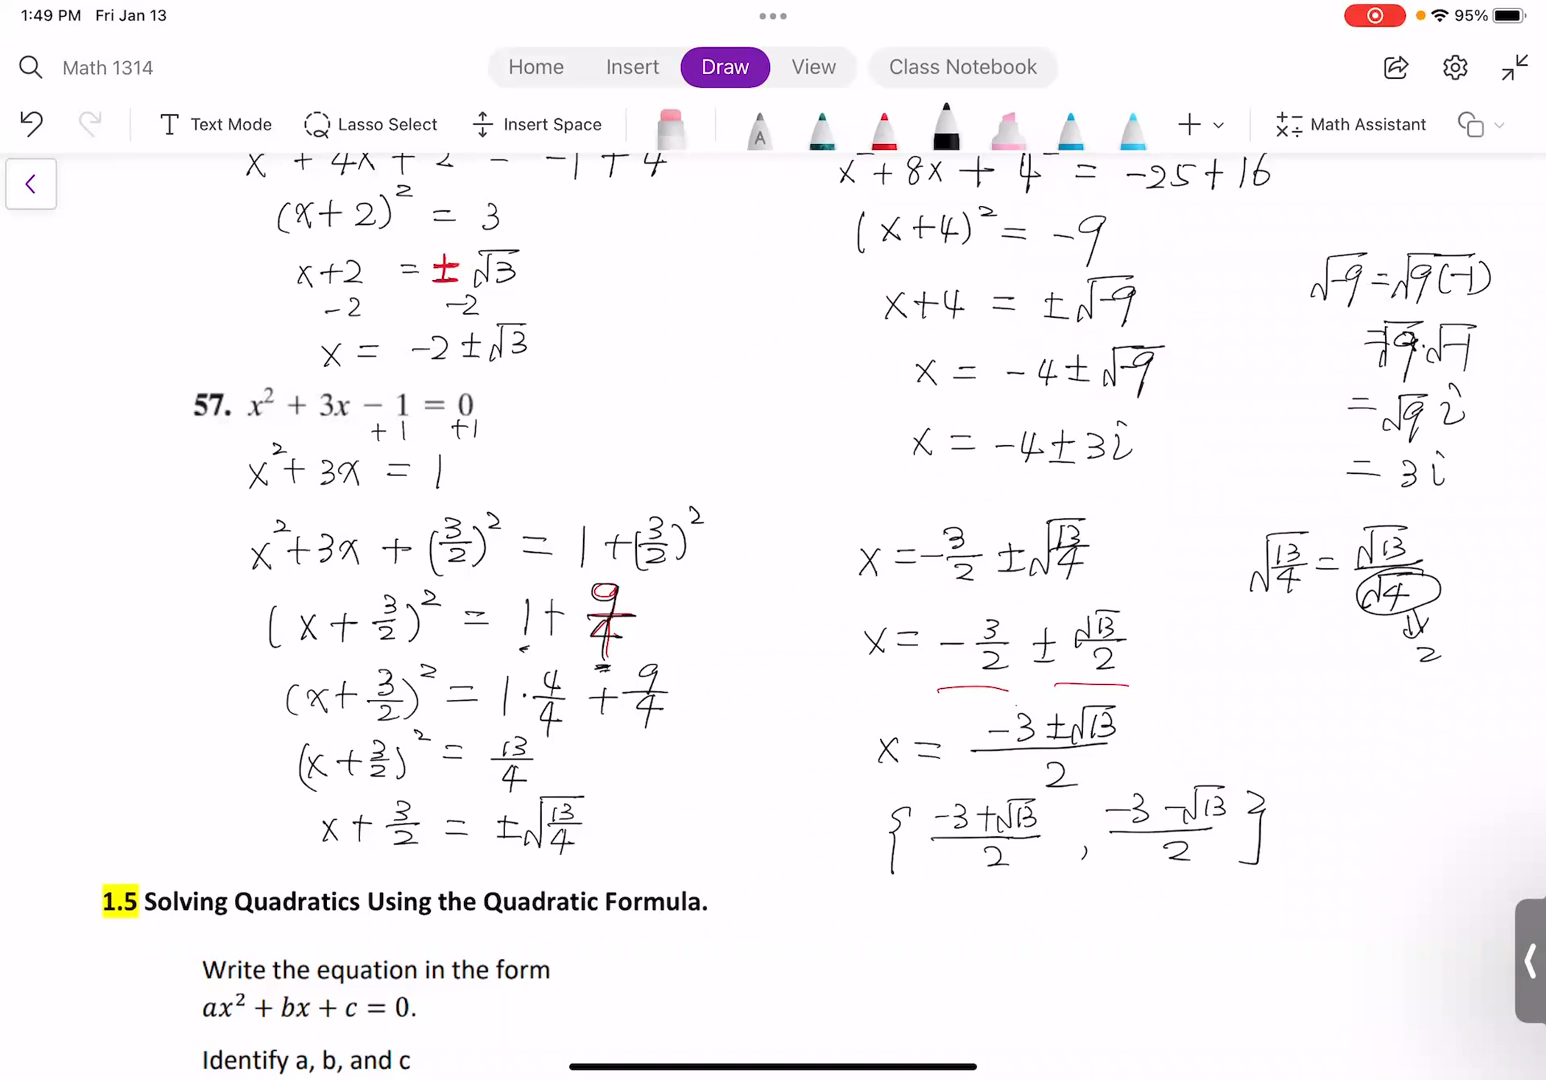 1:49 PM Fri Jan 13
95%
Math 1314
Home Insert Draw View Class Notebook
Text Mode Lasso Select Insert Space Math Assistant
x + 4x + 2 = -1 + 4
(x+2)² = 3
x+2 = ± √3
-2 -2
x = -2 ± √3
57. x² + 3x − 1 = 0
+1 +1
x² + 3x = 1
x² + 3x + (3/2)² = 1 + (3/2)²
(x + 3/2)² = 1 + 9/4
(x + 3/2)² = 1 · 4/4 + 9/4
(x + 3/2)² = 13/4
x + 3/2 = ± √(13/4)
x² + 8x + 4² = -25 + 16
(x+4)² = -9
x+4 = ± √-9
x = -4 ± √-9
x = -4 ± 3i
√-9 = √9(-1)
= √9 · √-1
= √9 i
= 3i
x = -3/2 ± √(13/4)
x = -3/2 ± √13/2
x = (-3 ± √13)/2
{ (-3+√13)/2 , (-3-√13)/2 }
√(13/4) = √13/√4
2
1.5 Solving Quadratics Using the Quadratic Formula.
Write the equation in the form
ax² + bx + c = 0.
Identify a, b, and c